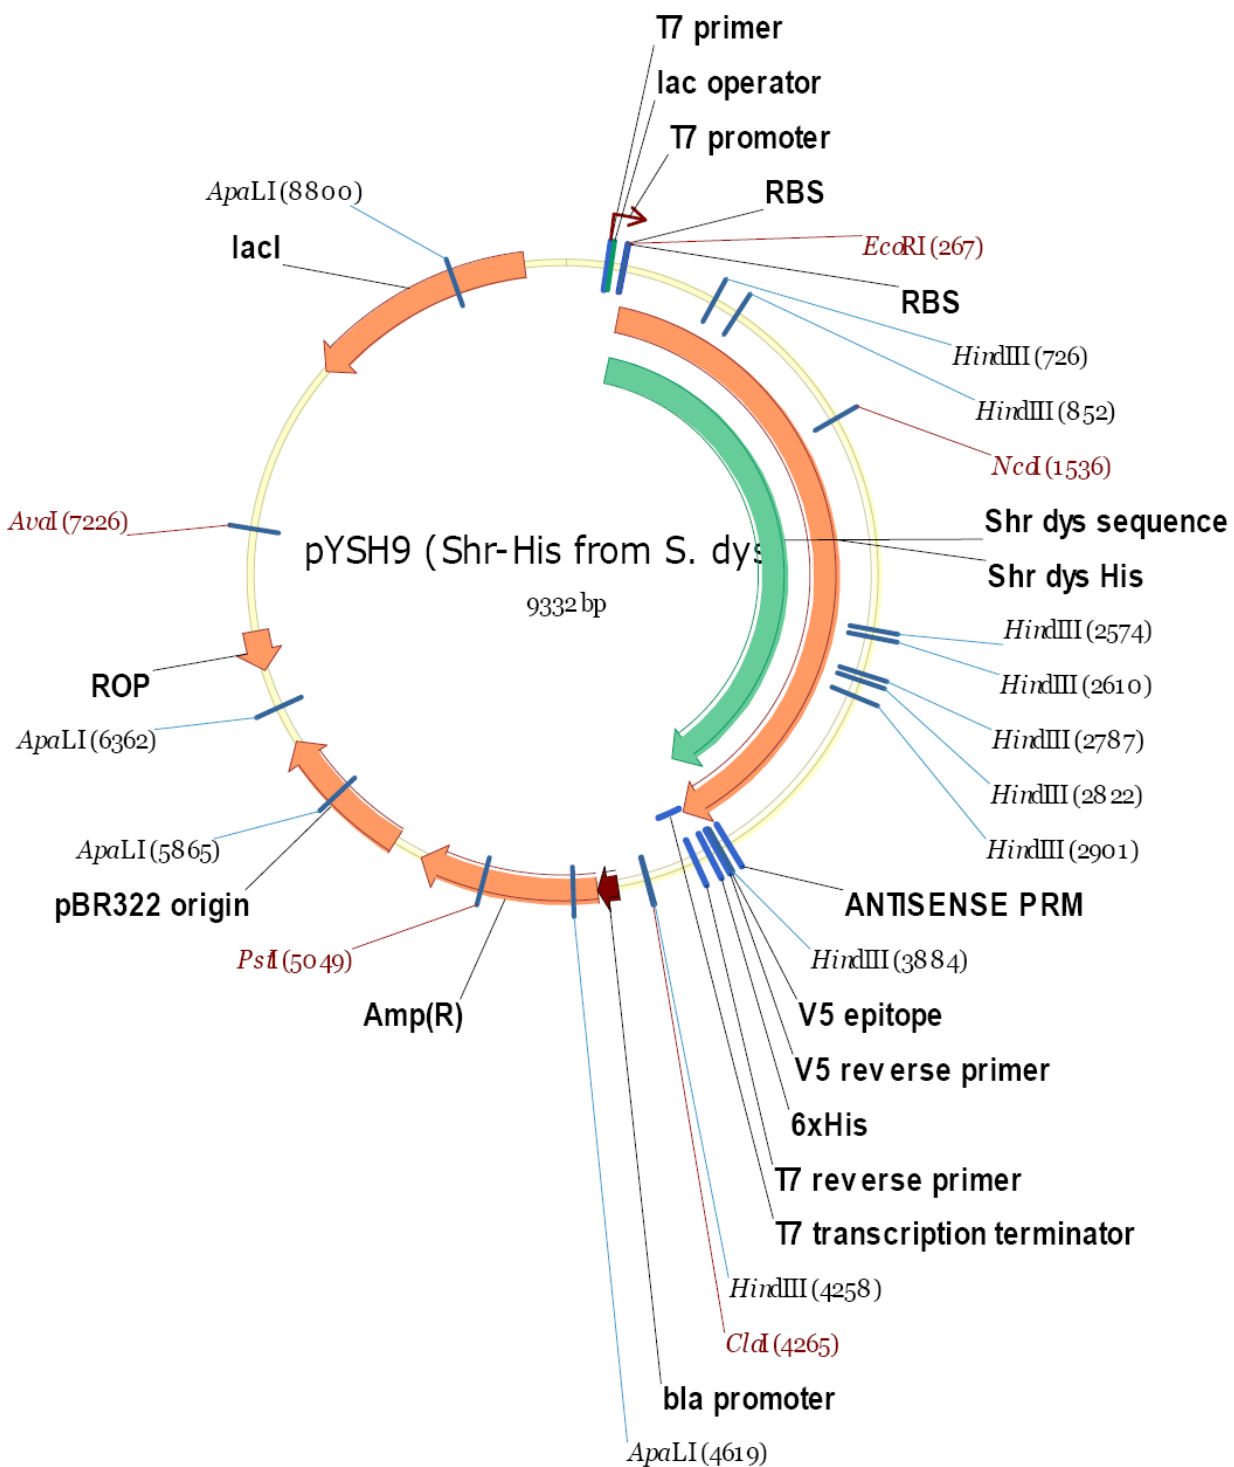 T7 primer
lac operator
T7 promoter
RBS
ApaLI (8800)
lacI
EcoRI (267)
RBS
HindIII (726)
HindIII (852)
NcoI (1536)
AvaI (7226)
Shr dys sequence
pYSH9 (Shr-His from S. dys
Shr dys His
9332 bp
HindIII (2574)
ROP
HindIII (2610)
ApaLI (6362)
HindIII (2787)
HindIII (2822)
ApaLI (5865)
HindIII (2901)
pBR322 origin
ANTISENSE PRM
PstI (5049)
HindIII (3884)
Amp(R)
V5 epitope
V5 reverse primer
6xHis
T7 reverse primer
T7 transcription terminator
HindIII (4258)
ClaI (4265)
bla promoter
ApaLI (4619)